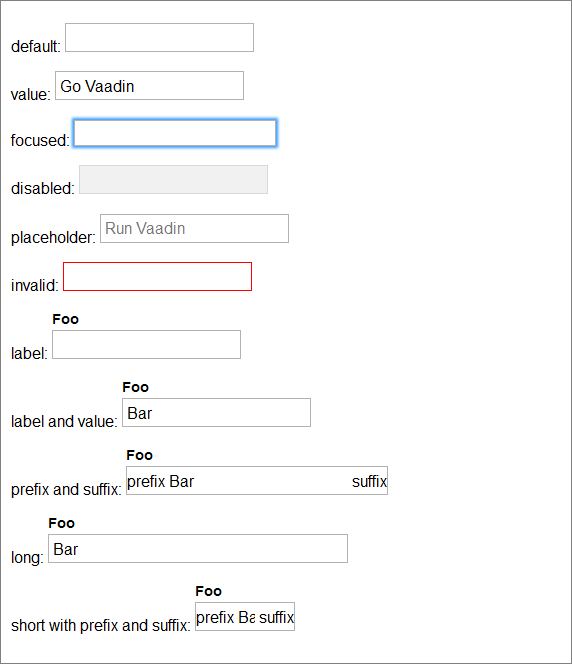 default:
value: Go Vaadin
focused:
disabled:
placeholder: Run Vaadin
invalid:
Foo
label:
Foo
label and value: Bar
Foo
prefix and suffix: prefix Bar suffix
Foo
long: Bar
Foo
short with prefix and suffix: prefix Ba suffix